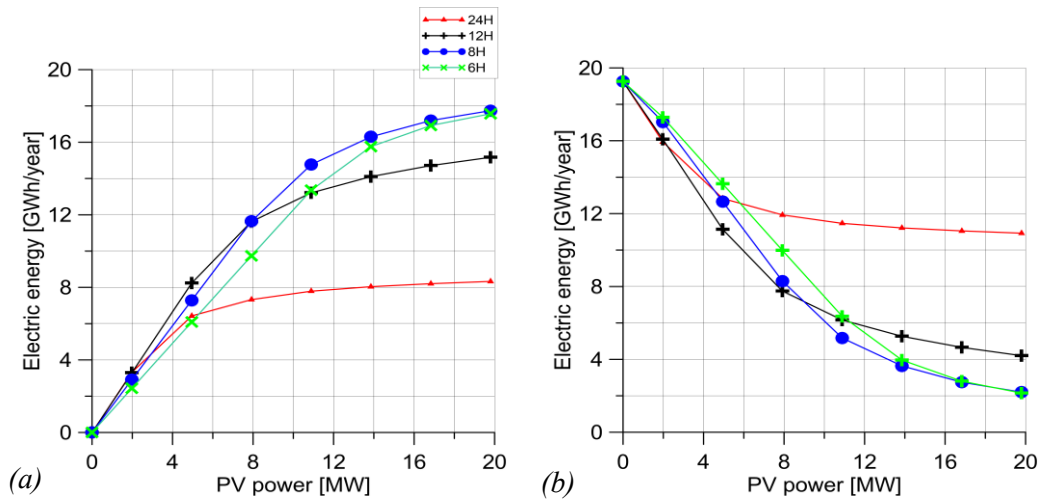 24H
12H
8H
6H
20
16
12
8
4
0
Electric energy [GWh/year]
0 4 8 12 16 20
PV power [MW]
(a)
20
16
12
8
4
0
Electric energy [GWh/year]
0 4 8 12 16 20
PV power [MW]
(b)